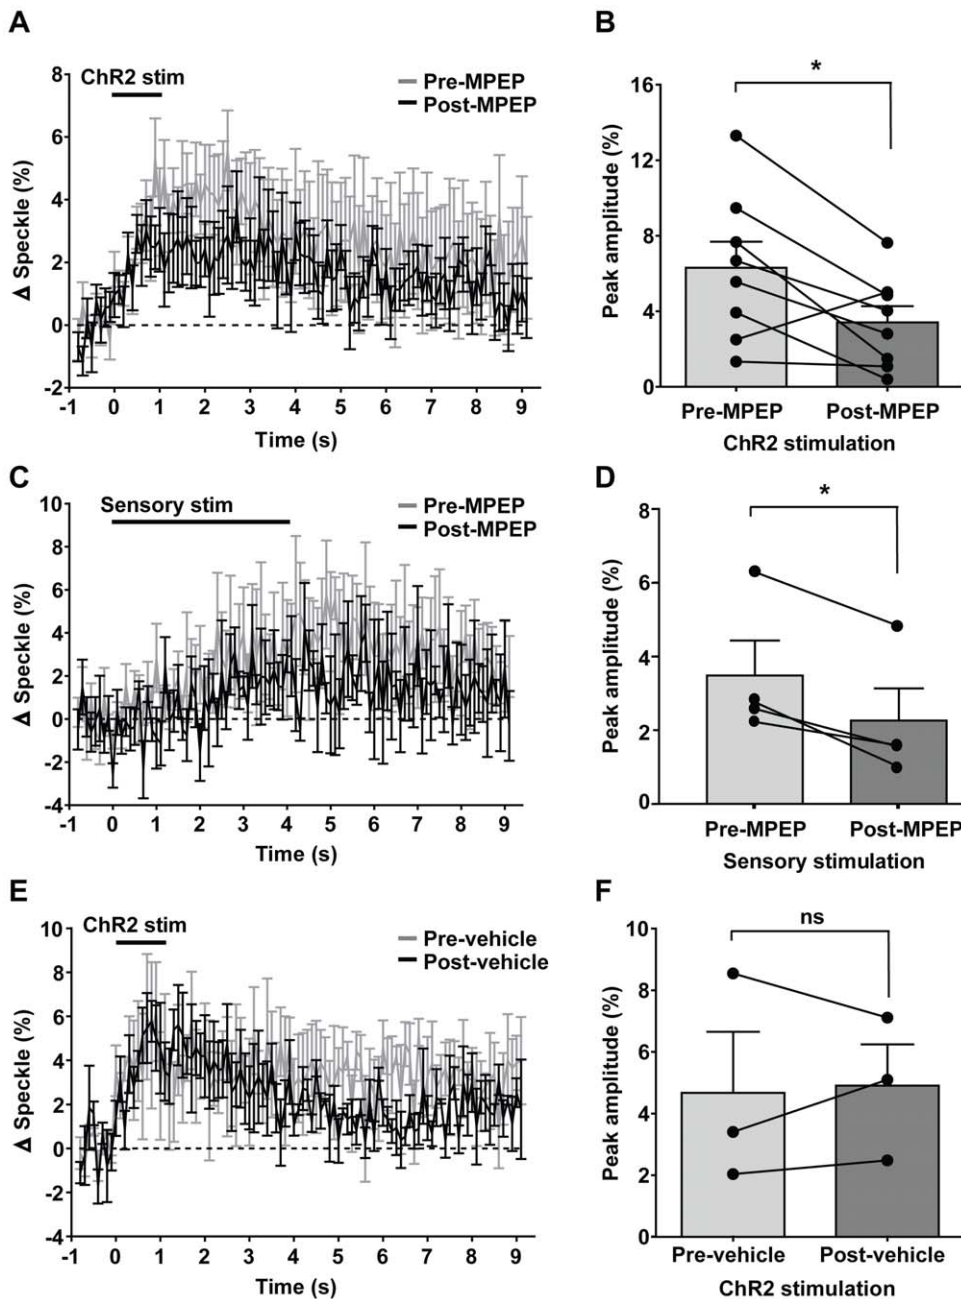 A
ChR2 stim
Pre-MPEP
Post-MPEP
Δ Speckle (%)
8
6
4
2
0
-2
-1 0 1 2 3 4 5 6 7 8 9
Time (s)
B
*
Peak amplitude (%)
16
12
8
4
0
Pre-MPEP Post-MPEP
ChR2 stimulation
C
Sensory stim
Pre-MPEP
Post-MPEP
Δ Speckle (%)
10
8
6
4
2
0
-2
-4
-1 0 1 2 3 4 5 6 7 8 9
Time (s)
D
*
Peak amplitude (%)
8
6
4
2
0
Pre-MPEP Post-MPEP
Sensory stimulation
E
ChR2 stim
Pre-vehicle
Post-vehicle
Δ Speckle (%)
10
8
6
4
2
0
-2
-4
-1 0 1 2 3 4 5 6 7 8 9
Time (s)
F
ns
Peak amplitude (%)
10
8
6
4
2
0
Pre-vehicle Post-vehicle
ChR2 stimulation